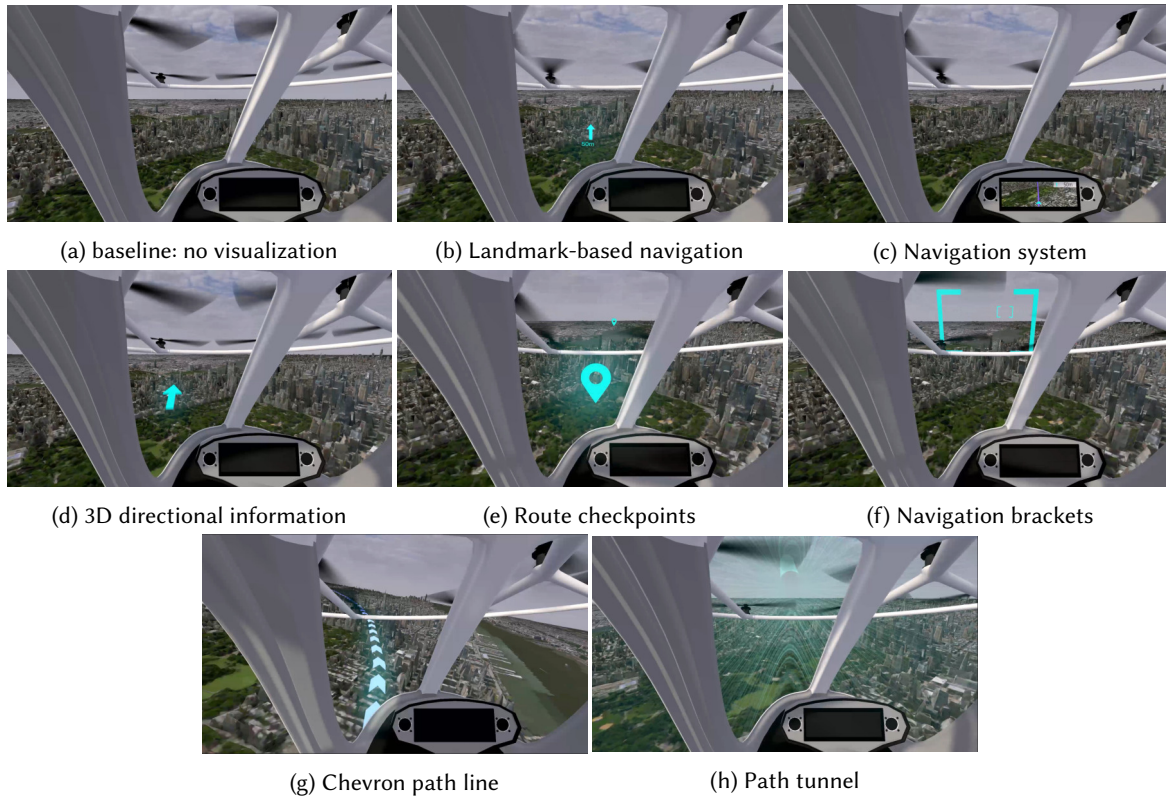 50m
(a) baseline: no visualization
(b) Landmark-based navigation
(c) Navigation system
(d) 3D directional information
(e) Route checkpoints
(f) Navigation brackets
(g) Chevron path line
(h) Path tunnel